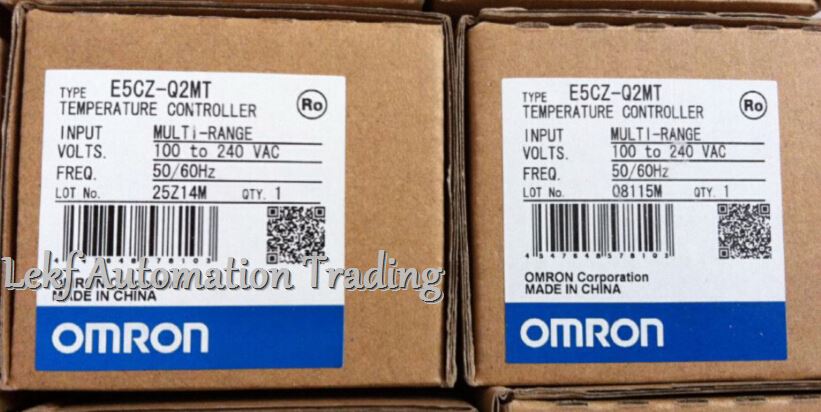 TYPE E5CZ-Q2MT
TEMPERATURE CONTROLLER
Ro
INPUT MULTI-RANGE
VOLTS. 100 to 240 VAC
FREQ. 50/60Hz
LOT No. 25Z14M QTY. 1
MADE IN CHINA
OMRON
TYPE E5CZ-Q2MT
TEMPERATURE CONTROLLER
Ro
INPUT MULTI-RANGE
VOLTS. 100 to 240 VAC
FREQ. 50/60Hz
LOT No. 08115M QTY. 1
4547648578103
OMRON Corporation
MADE IN CHINA
OMRON
Lekf Automation Trading